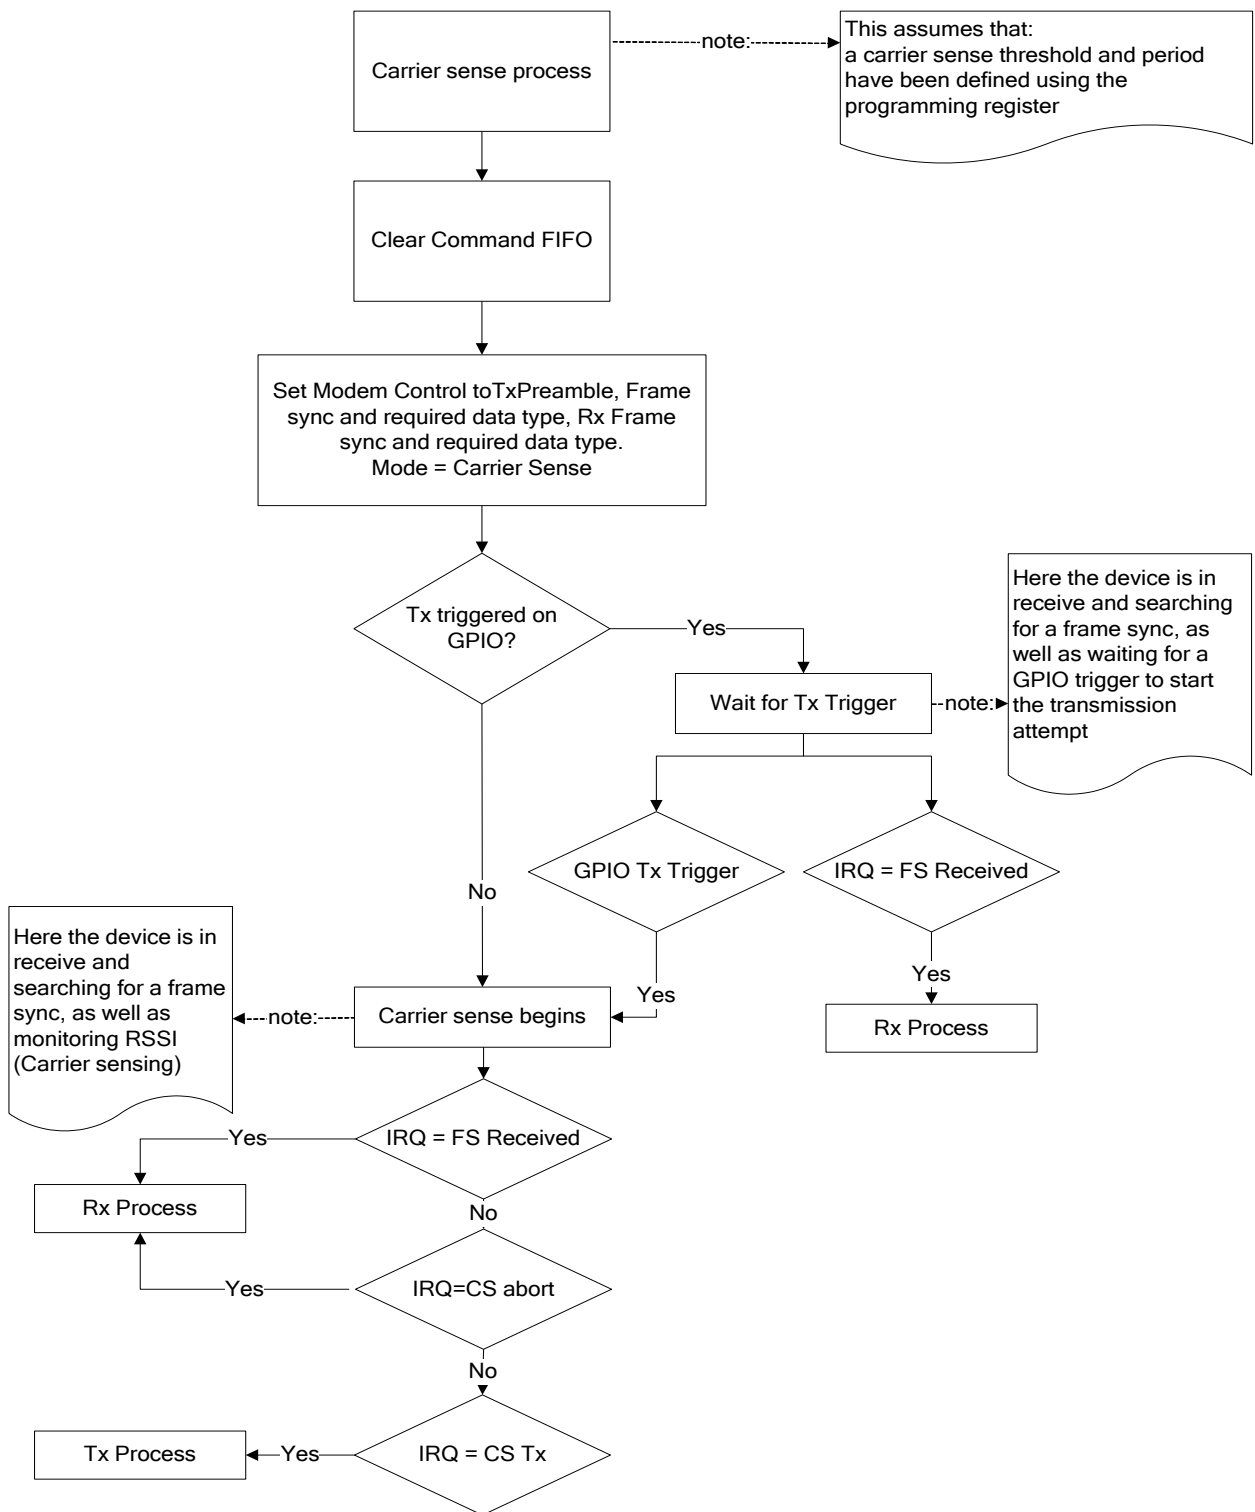 Carrier sense process
note:
This assumes that:
a carrier sense threshold and period
have been defined using the
programming register
Clear Command FIFO
Set Modem Control toTxPreamble, Frame
sync and required data type, Rx Frame
sync and required data type.
Mode = Carrier Sense
Tx triggered on
GPIO?
Yes
Wait for Tx Trigger
note:
Here the device is in
receive and searching
for a frame sync, as
well as waiting for a
GPIO trigger to start
the transmission
attempt
GPIO Tx Trigger
IRQ = FS Received
No
Yes
Yes
Rx Process
Here the device is in
receive and
searching for a frame
sync, as well as
monitoring RSSI
(Carrier sensing)
note:
Carrier sense begins
IRQ = FS Received
Yes
Rx Process
No
Yes
IRQ=CS abort
No
IRQ = CS Tx
Yes
Tx Process